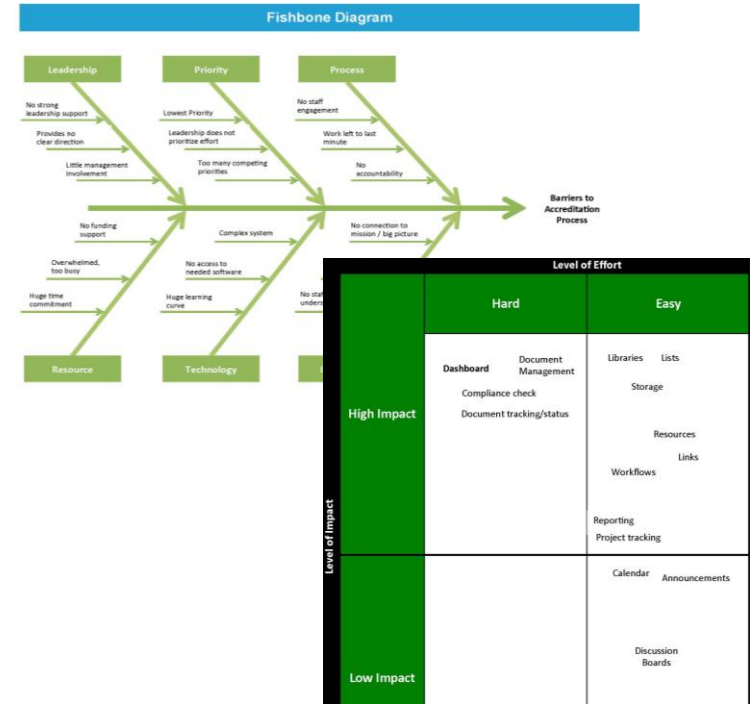 Fishbone Diagram
Leadership
Priority
Process
No strong
leadership support
Provides no
clear direction
Little management
involvement
Lowest Priority
Leadership does not
prioritize effort
Too many competing
priorities
No staff
engagement
Work left to last
minute
No
accountability
Barriers to
Accreditation
Process
No funding
support
Overwhelmed,
too busy
Huge time
commitment
Complex system
No access to
needed software
Huge learning
curve
No connection to
mission / big picture
Resource
Technology
Level of Effort
Hard
Easy
Level of Impact
High Impact
Dashboard
Document
Management
Compliance check
Document tracking/status
Libraries
Lists
Storage
Resources
Links
Workflows
Reporting
Project tracking
Low Impact
Calendar
Announcements
Discussion
Boards